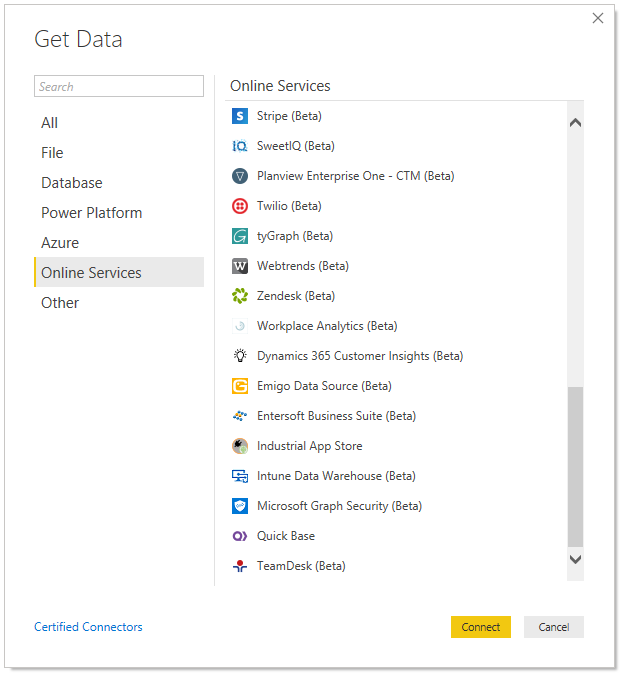 Get Data
Search
All
File
Database
Power Platform
Azure
Online Services
Other
Online Services
Stripe (Beta)
SweetIQ (Beta)
Planview Enterprise One - CTM (Beta)
Twilio (Beta)
tyGraph (Beta)
Webtrends (Beta)
Zendesk (Beta)
Workplace Analytics (Beta)
Dynamics 365 Customer Insights (Beta)
Emigo Data Source (Beta)
Entersoft Business Suite (Beta)
Industrial App Store
Intune Data Warehouse (Beta)
Microsoft Graph Security (Beta)
Quick Base
TeamDesk (Beta)
Certified Connectors
Connect
Cancel